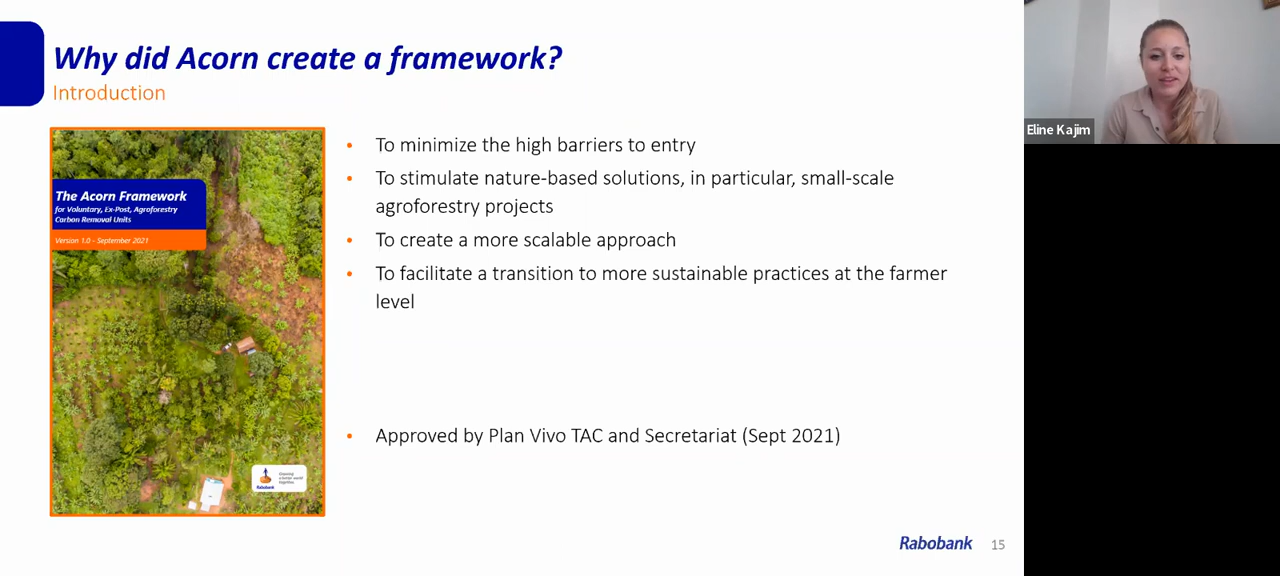 Why did Acorn create a framework?
Introduction
The Acorn Framework
for Voluntary, Ex-Post, Agroforestry
Carbon Removal Units
Version 1.0 - September 2021
Rabobank
• To minimize the high barriers to entry
• To stimulate nature-based solutions, in particular, small-scale
agroforestry projects
• To create a more scalable approach
• To facilitate a transition to more sustainable practices at the farmer
level
• Approved by Plan Vivo TAC and Secretariat (Sept 2021)
Rabobank 15
Eline Kajim